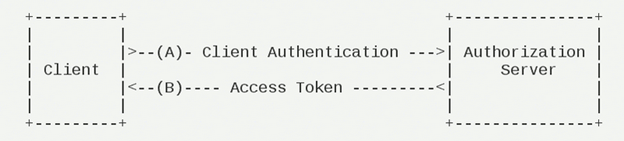 +---------+                                  +---------------+
|         |                                  |               |
|         |>--(A)- Client Authentication --->| Authorization |
| Client  |                                  |     Server    |
|         |<--(B)---- Access Token ---------<|               |
|         |                                  |               |
+---------+                                  +---------------+